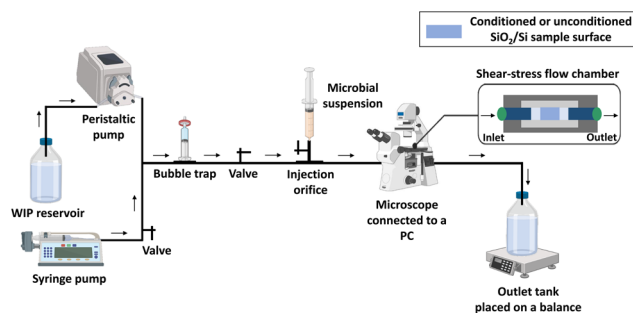 Conditioned or unconditioned
SiO₂/Si sample surface
Shear-stress flow chamber
Inlet
Outlet
Peristaltic
pump
Microbial
suspension
WIP reservoir
Bubble trap
Valve
Injection
orifice
Microscope
connected to a
PC
Syringe pump
Valve
Outlet tank
placed on a balance